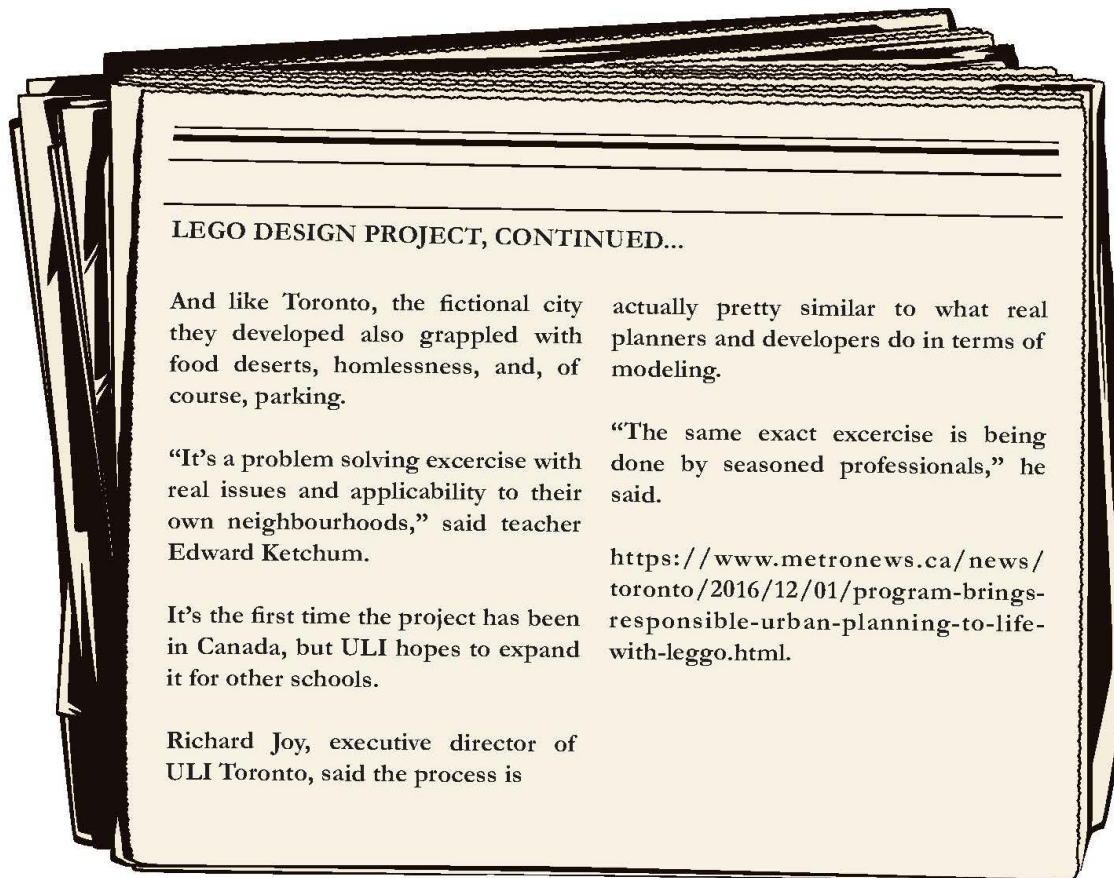 LEGO DESIGN PROJECT, CONTINUED...
And like Toronto, the fictional city
they developed also grappled with
food deserts, homlessness, and, of
course, parking.
“It’s a problem solving excercise with
real issues and applicability to their
own neighbourhoods,” said teacher
Edward Ketchum.
It’s the first time the project has been
in Canada, but ULI hopes to expand
it for other schools.
Richard Joy, executive director of
ULI Toronto, said the process is
actually pretty similar to what real
planners and developers do in terms of
modeling.
“The same exact excercise is being
done by seasoned professionals,” he
said.
https://www.metronews.ca/news/
toronto/2016/12/01/program-brings-
responsible-urban-planning-to-life-
with-leggo.html.